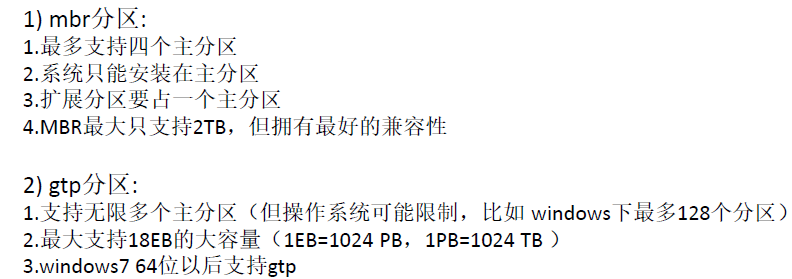 1) mbr分区:
1.最多支持四个主分区
2.系统只能安装在主分区
3.扩展分区要占一个主分区
4.MBR最大只支持2TB，但拥有最好的兼容性
2) gtp分区:
1.支持无限多个主分区（但操作系统可能限制，比如 windows下最多128个分区）
2.最大支持18EB的大容量（1EB=1024 PB，1PB=1024 TB ）
3.windows7 64位以后支持gtp